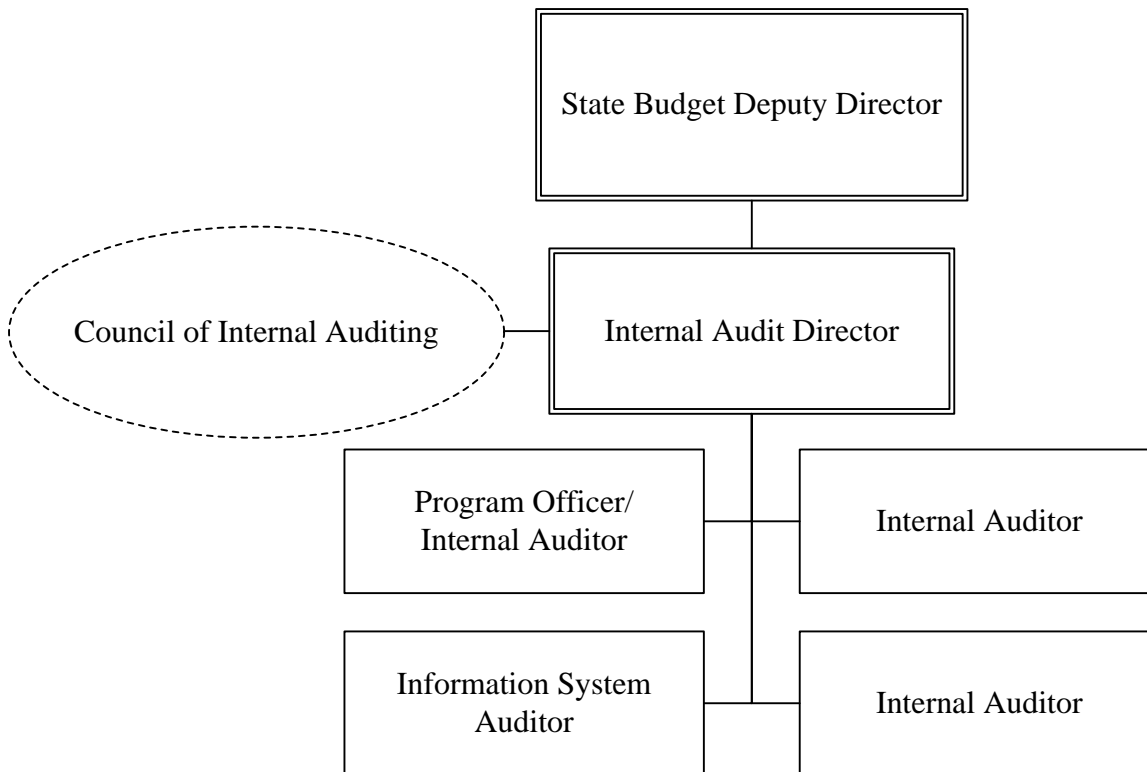 State Budget Deputy Director
Council of Internal Auditing
Internal Audit Director
Program Officer/
Internal Auditor
Internal Auditor
Information System
Auditor
Internal Auditor